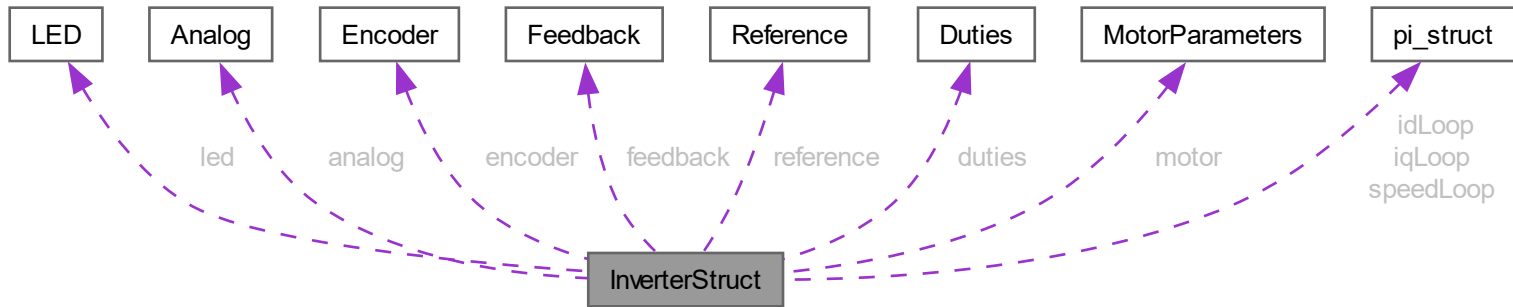 LED
Analog
Encoder
Feedback
Reference
Duties
MotorParameters
pi_struct
led
analog
encoder
feedback
reference
duties
motor
idLoop
iqLoop
speedLoop
InverterStruct